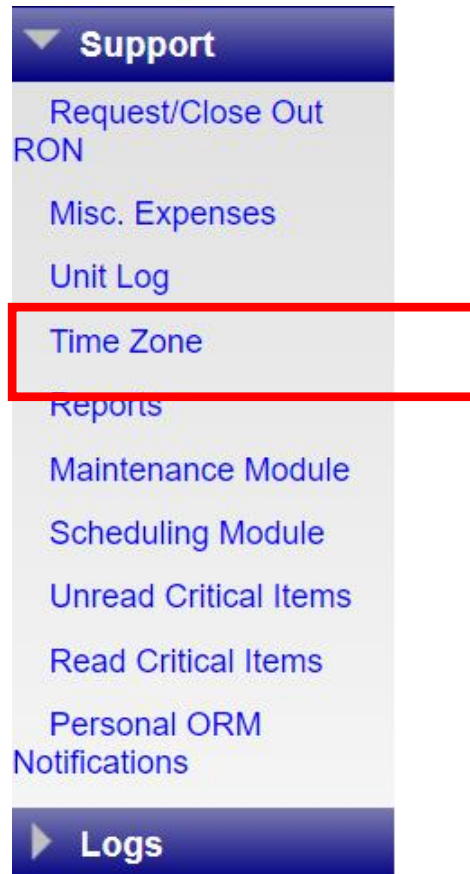 Support
Request/Close Out
RON
Misc. Expenses
Unit Log
Time Zone
Reports
Maintenance Module
Scheduling Module
Unread Critical Items
Read Critical Items
Personal ORM
Notifications
Logs